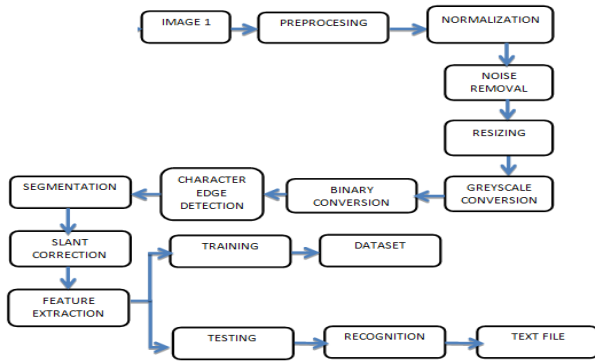 IMAGE 1
PREPROCESING
NORMALIZATION
NOISE
REMOVAL
RESIZING
GREYSCALE
CONVERSION
BINARY
CONVERSION
CHARACTER
EDGE
DETECTION
SEGMENTATION
SLANT
CORRECTION
FEATURE
EXTRACTION
TRAINING
DATASET
TESTING
RECOGNITION
TEXT FILE